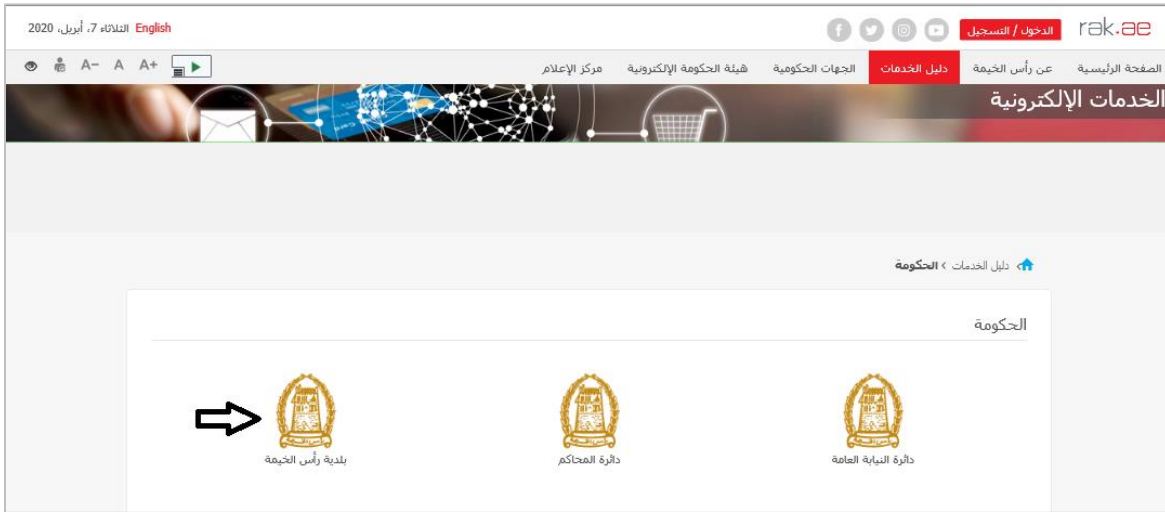 rak.ae
الدخول / التسجيل
English الثلاثاء 7، أبريل، 2020
الصفحة الرئيسية
عن رأس الخيمة
دليل الخدمات
الجهات الحكومية
هيئة الحكومة الإلكترونية
مركز الإعلام
A+ A A-
الخدمات الإلكترونية
دليل الخدمات › الحكومة
الحكومة
دائرة النيابة العامة
دائرة المحاكم
بلدية رأس الخيمة